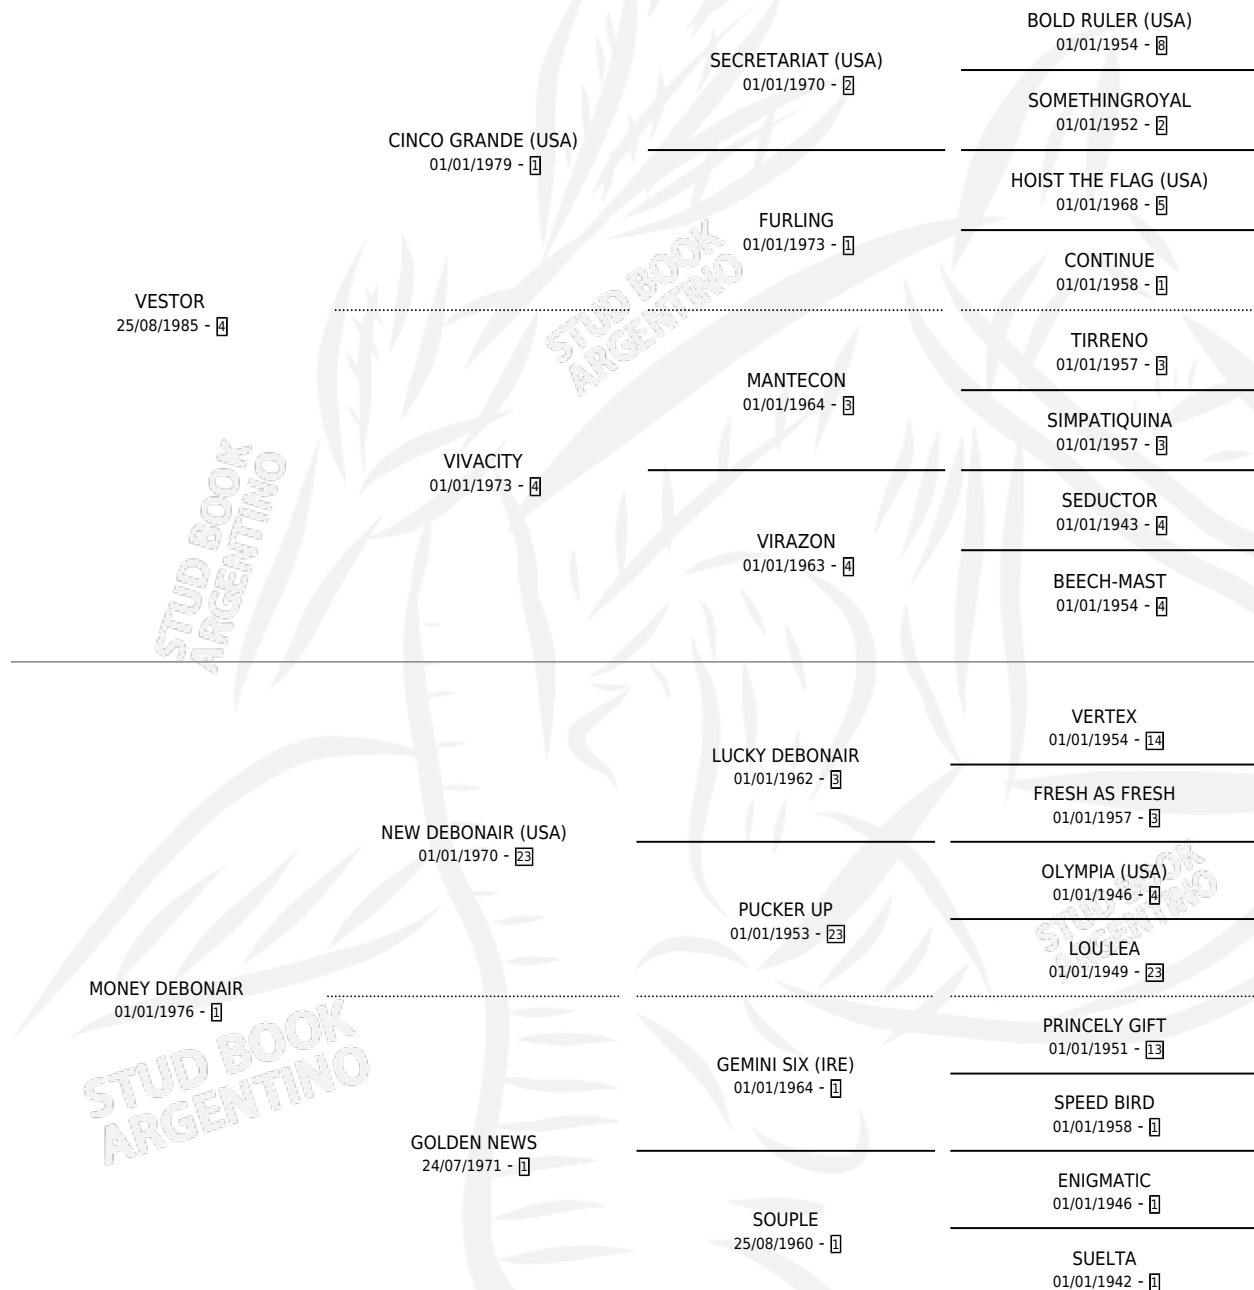 BOLD RULER (USA)
01/01/1954 - 8
SECRETARIAT (USA)
01/01/1970 - 2
SOMETHINGROYAL
01/01/1952 - 2
CINCO GRANDE (USA)
01/01/1979 - 1
HOIST THE FLAG (USA)
01/01/1968 - 5
FURLING
01/01/1973 - 1
CONTINUE
01/01/1958 - 1
VESTOR
25/08/1985 - 4
TIRRENO
01/01/1957 - 3
MANTECON
01/01/1964 - 3
SIMPATIQUINA
01/01/1957 - 3
VIVACITY
01/01/1973 - 4
SEDUCTOR
01/01/1943 - 4
VIRAZON
01/01/1963 - 4
BEECH-MAST
01/01/1954 - 4
VERTEX
01/01/1954 - 14
LUCKY DEBONAIR
01/01/1962 - 3
FRESH AS FRESH
01/01/1957 - 3
NEW DEBONAIR (USA)
01/01/1970 - 23
OLYMPIA (USA)
01/01/1946 - 4
PUCKER UP
01/01/1953 - 23
LOU LEA
01/01/1949 - 23
MONEY DEBONAIR
01/01/1976 - 1
PRINCELY GIFT
01/01/1951 - 13
GEMINI SIX (IRE)
01/01/1964 - 1
SPEED BIRD
01/01/1958 - 1
GOLDEN NEWS
24/07/1971 - 1
ENIGMATIC
01/01/1946 - 1
SOUPLE
25/08/1960 - 1
SUELTA
01/01/1942 - 1
STUD BOOK
ARGENTINO
STUD BOOK
ARGENTINO
STUD BOOK
ARGENTINO
STUD BOOK
ARGENTINO